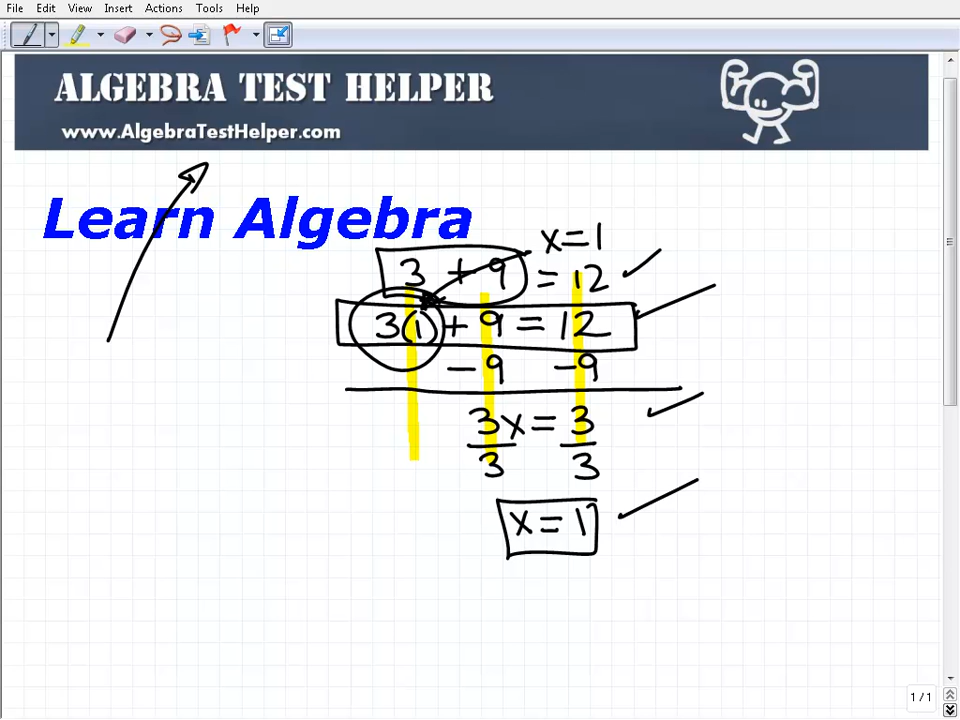 File Edit View Insert Actions Tools Help
ALGEBRA TEST HELPER
www.AlgebraTestHelper.com
Learn Algebra
x=1
3 + 9 = 12
3(1) + 9 = 12
- 9 -9
3x = 3
3 3
x = 1
1 / 1